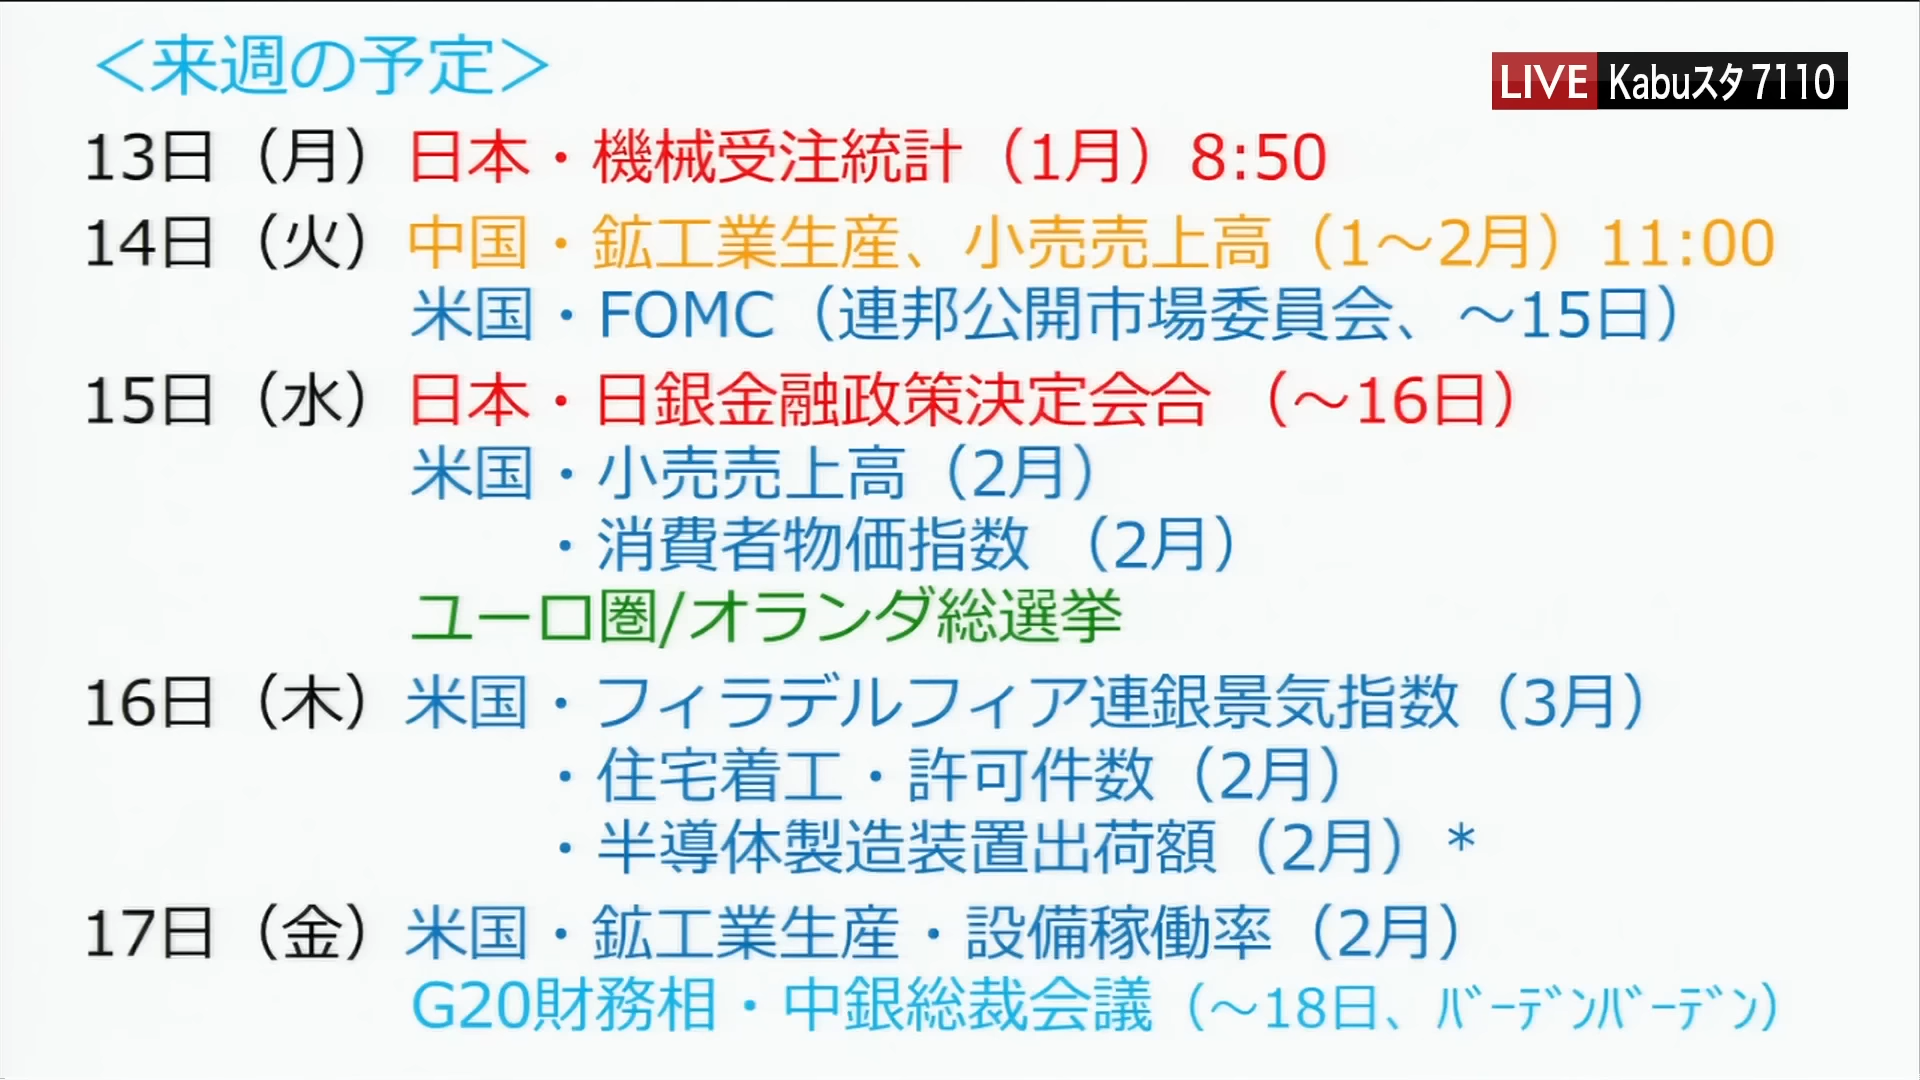 ＜来週の予定＞
LIVE Kabuスタ 7110
13日（月）日本・機械受注統計（1月）8:50
14日（火）中国・鉱工業生産、小売売上高（1～2月）11:00
米国・FOMC（連邦公開市場委員会、～15日）
15日（水）日本・日銀金融政策決定会合 （～16日）
米国・小売売上高（2月）
・消費者物価指数 （2月）
ユーロ圏/オランダ総選挙
16日（木）米国・フィラデルフィア連銀景気指数（3月）
・住宅着工・許可件数（2月）
・半導体製造装置出荷額（2月）*
17日（金）米国・鉱工業生産・設備稼働率（2月）
G20財務相・中銀総裁会議（～18日、ﾊﾞｰﾃﾞﾝﾊﾞｰﾃﾞﾝ）